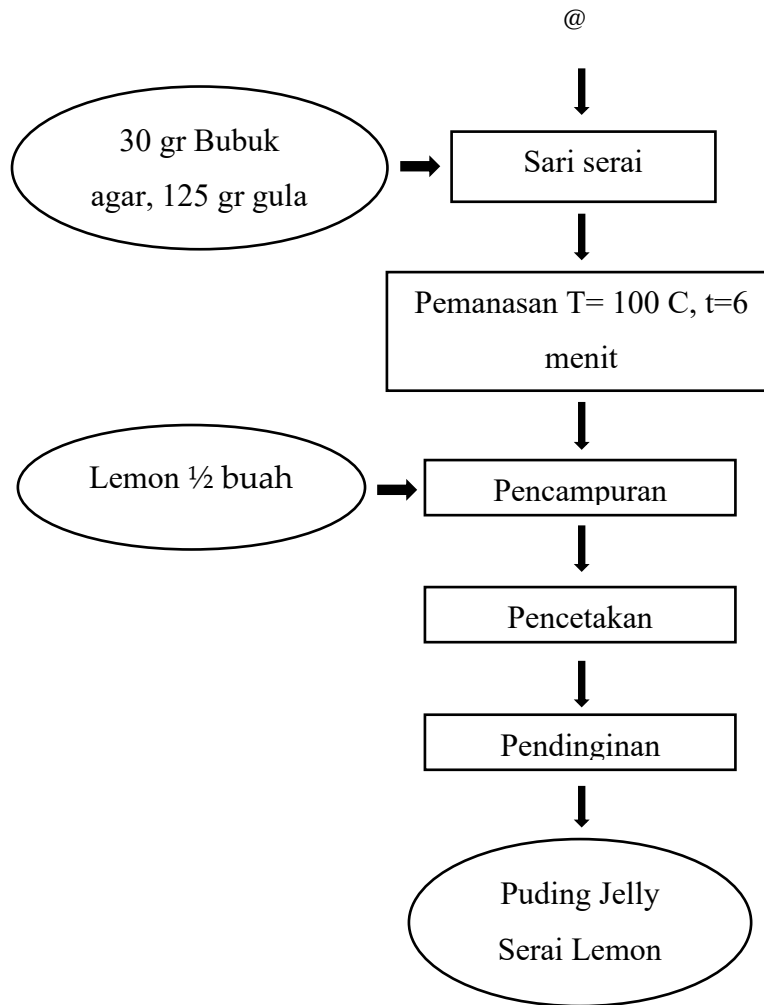 @
30 gr Bubuk
agar, 125 gr gula
Sari serai
Pemanasan T= 100 C, t=6
menit
Lemon ½ buah
Pencampuran
Pencetakan
Pendinginan
Puding Jelly
Serai Lemon